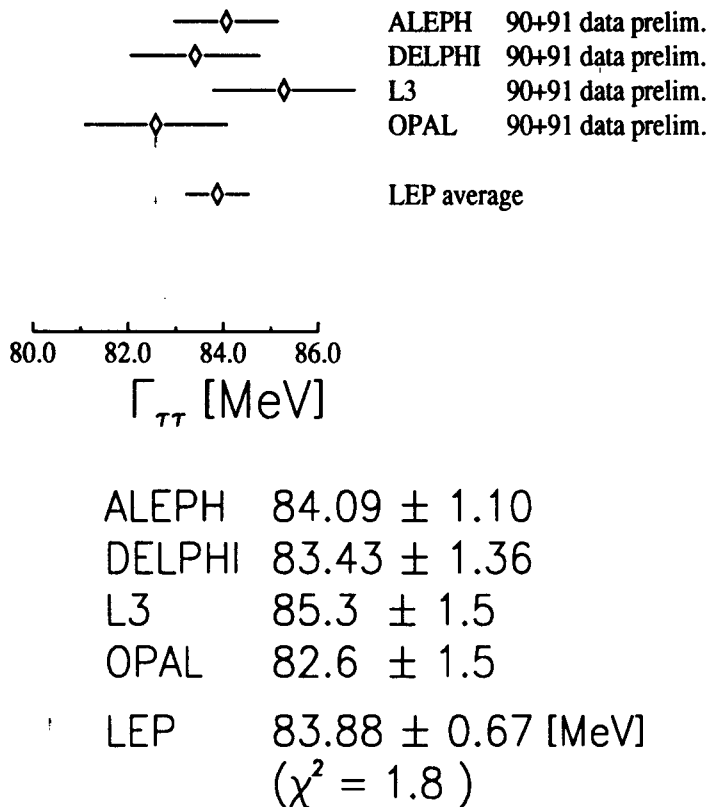 ALEPH 90+91 data prelim.
DELPHI 90+91 data prelim.
L3 90+91 data prelim.
OPAL 90+91 data prelim.
LEP average
80.0 82.0 84.0 86.0
Γττ [MeV]
ALEPH 84.09 ± 1.10
DELPHI 83.43 ± 1.36
L3 85.3 ± 1.5
OPAL 82.6 ± 1.5
LEP 83.88 ± 0.67 [MeV]
(χ² = 1.8 )